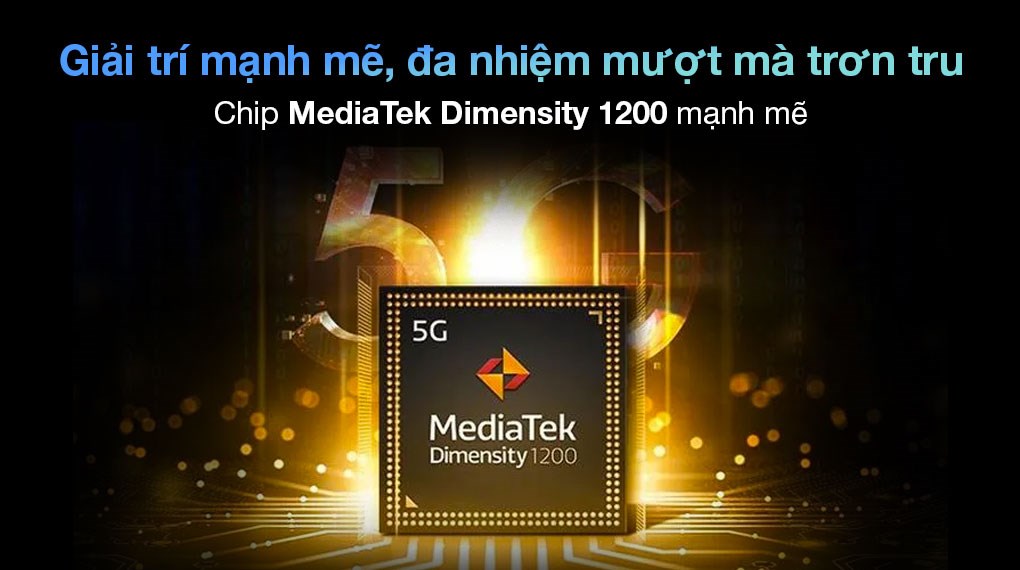 Giải trí mạnh mẽ, đa nhiệm mượt mà trơn tru
Chip MediaTek Dimensity 1200 mạnh mẽ
5G
5G
MediaTek
Dimensity 1200